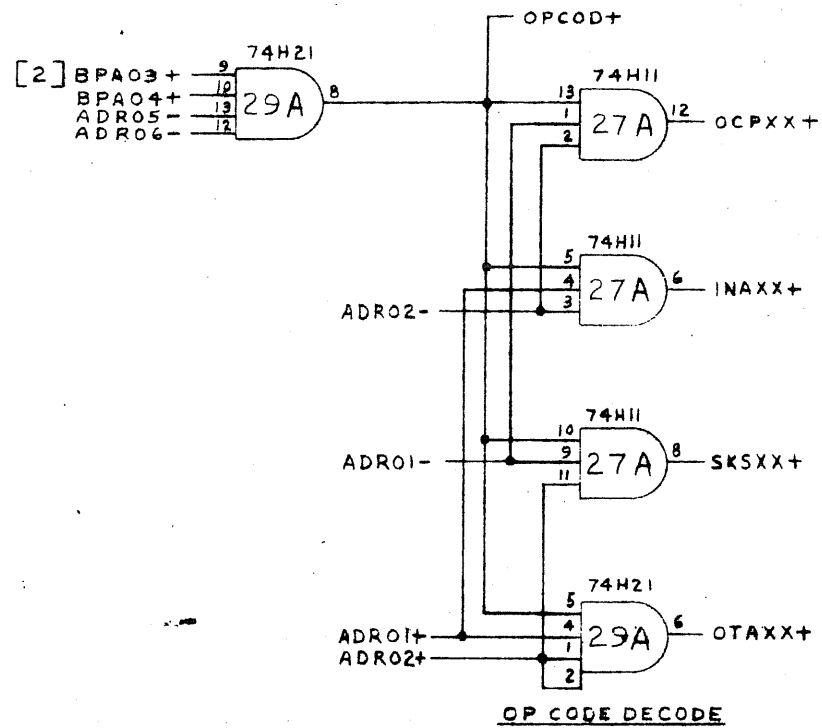 OPCOD+
74H21
[2] BPA03+ 9
BPA04+ 10
ADR05- 13
ADR06- 12
29A
8
74H11
13
1
2
27A
12
OCPXX+
74H11
5
4
3
27A
6
INAXX+
ADR02-
74H11
10
9
11
27A
8
SKSXX+
ADR01-
74H21
5
4
1
2
29A
6
OTAXX+
ADR01+
ADR02+
OP CODE DECODE